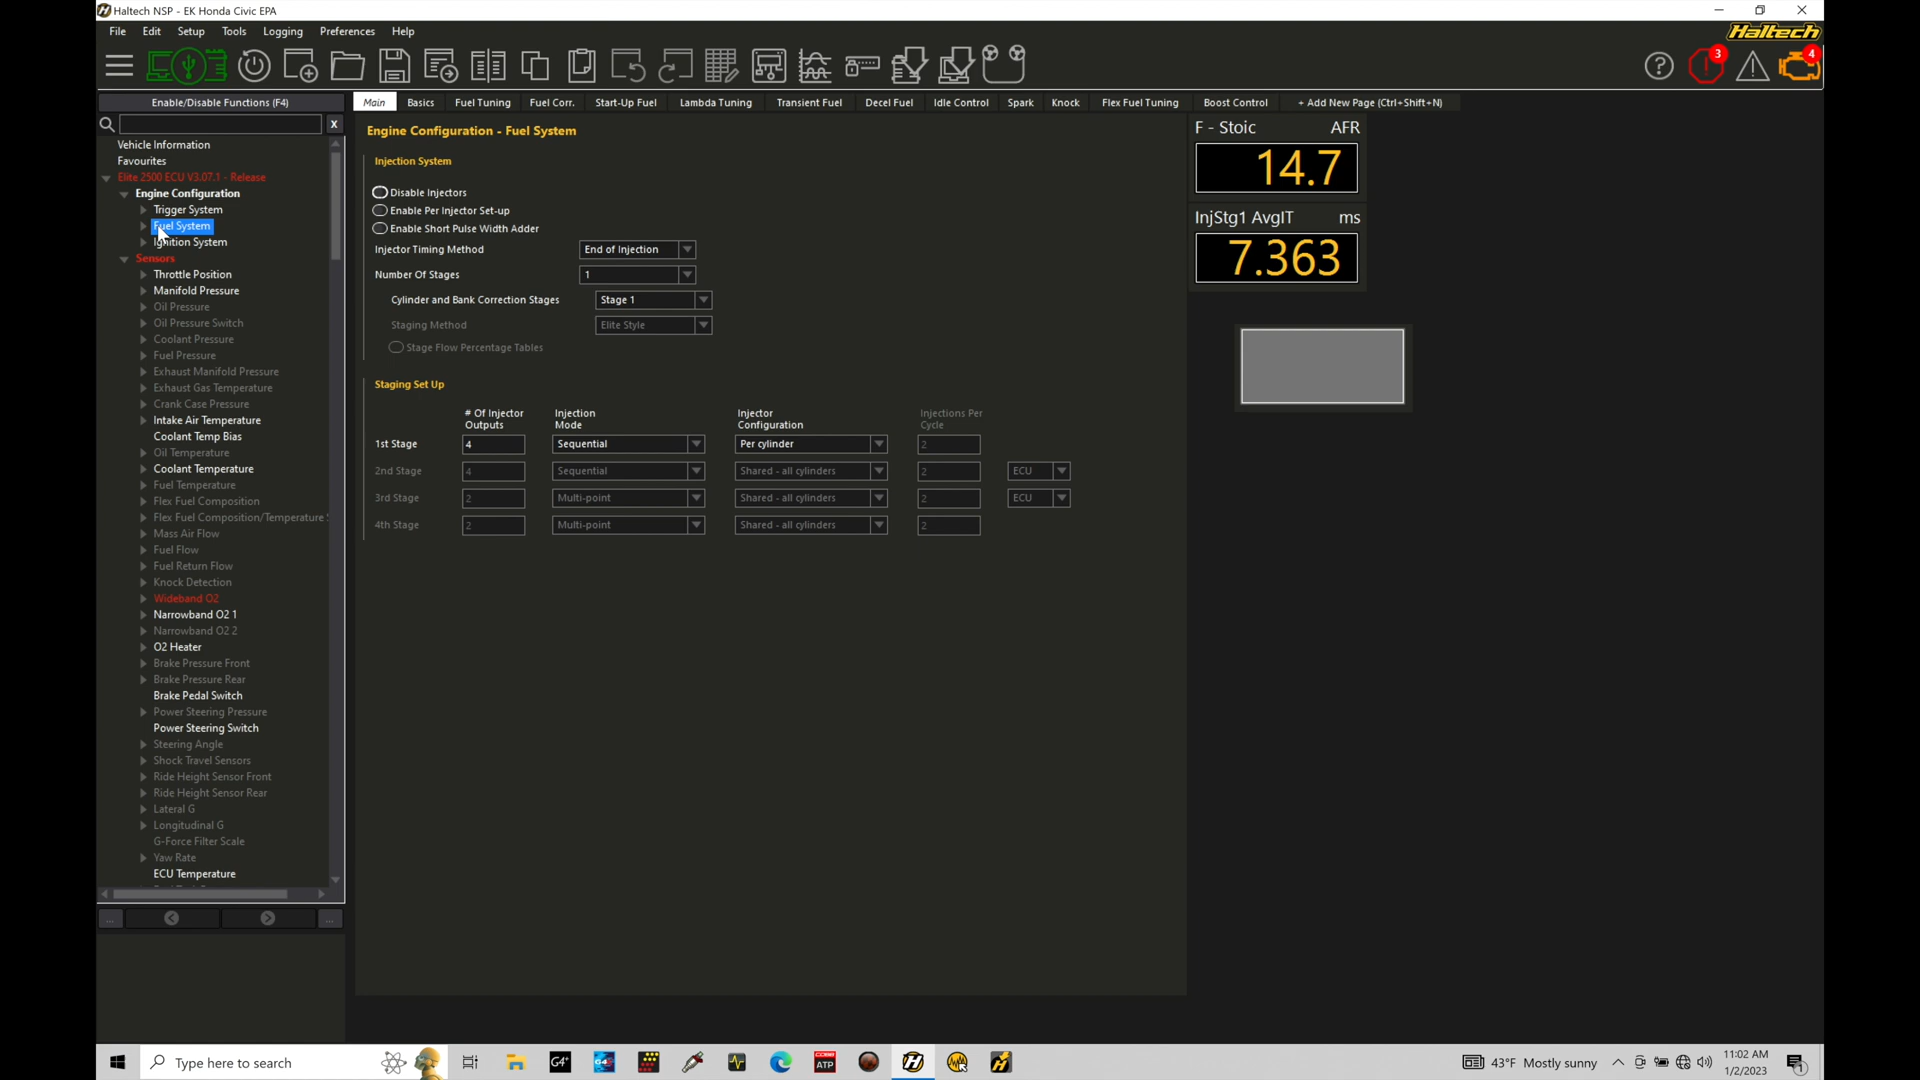 Haltech NSP - EK Honda Civic EPA
File Edit Setup Tools Logging Preferences Help
Haltech
3
4
Enable/Disable Functions (F4)
Main Basics Fuel Tuning Fuel Corr. Start-Up Fuel Lambda Tuning Transient Fuel Decel Fuel Idle Control Spark Knock Flex Fuel Tuning Boost Control + Add New Page (Ctrl+Shift+N)
X
Vehicle Information
Favourites
Elite 2500 ECU V3.07.1 - Release
Engine Configuration
Trigger System
Fuel System
Ignition System
Sensors
Throttle Position
Manifold Pressure
Oil Pressure
Oil Pressure Switch
Coolant Pressure
Fuel Pressure
Exhaust Manifold Pressure
Exhaust Gas Temperature
Crank Case Pressure
Intake Air Temperature
Coolant Temp Bias
Oil Temperature
Coolant Temperature
Fuel Temperature
Flex Fuel Composition
Flex Fuel Composition/Temperature
Mass Air Flow
Fuel Flow
Fuel Return Flow
Knock Detection
Wideband O2
Narrowband O2 1
Narrowband O2 2
O2 Heater
Brake Pressure Front
Brake Pressure Rear
Brake Pedal Switch
Power Steering Pressure
Power Steering Switch
Steering Angle
Shock Travel Sensors
Ride Height Sensor Front
Ride Height Sensor Rear
Lateral G
Longitudinal G
G-Force Filter Scale
Yaw Rate
ECU Temperature
... ...
Engine Configuration - Fuel System
Injection System
Disable Injectors
Enable Per Injector Set-up
Enable Short Pulse Width Adder
Injector Timing Method End of Injection
Number Of Stages 1
Cylinder and Bank Correction Stages Stage 1
Staging Method Elite Style
Stage Flow Percentage Tables
Staging Set Up
# Of Injector Outputs Injection Mode Injector Configuration Injections Per Cycle
1st Stage 4 Sequential Per cylinder 2
2nd Stage 4 Sequential Shared - all cylinders 2 ECU
3rd Stage 2 Multi-point Shared - all cylinders 2 ECU
4th Stage 2 Multi-point Shared - all cylinders 2
F - Stoic AFR
14.7
InjStg1 AvgIT ms
7.363
Type here to search
G4+
COBB
ATP
43°F Mostly sunny
11:02 AM
1/2/2023
1